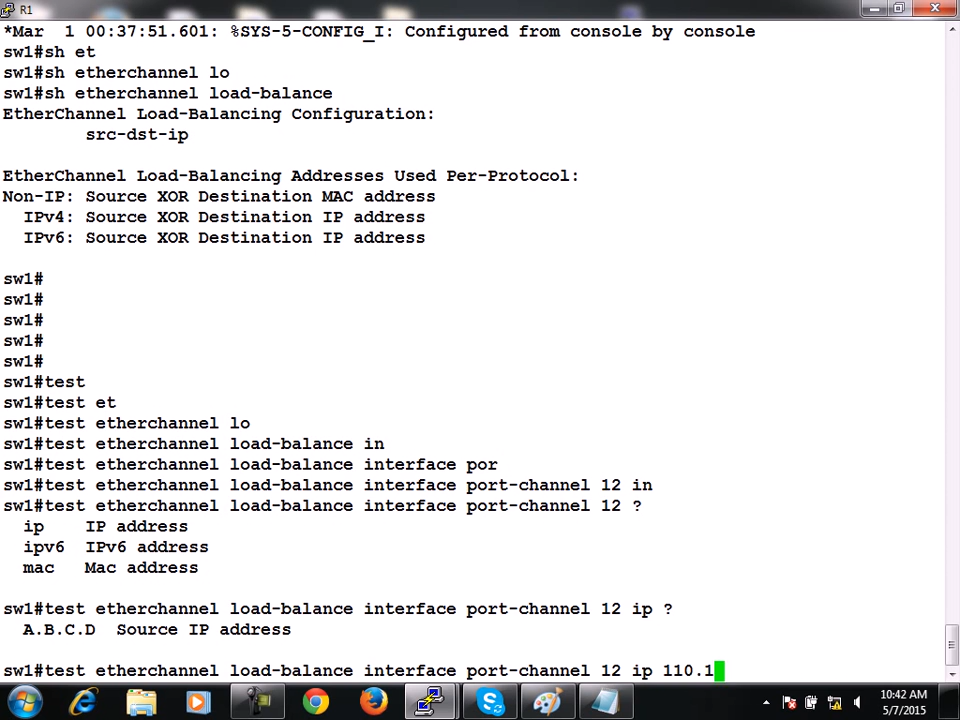 R1
*Mar  1 00:37:51.601: %SYS-5-CONFIG_I: Configured from console by console
sw1#sh et
sw1#sh etherchannel lo
sw1#sh etherchannel load-balance
EtherChannel Load-Balancing Configuration:
        src-dst-ip
EtherChannel Load-Balancing Addresses Used Per-Protocol:
Non-IP: Source XOR Destination MAC address
  IPv4: Source XOR Destination IP address
  IPv6: Source XOR Destination IP address
sw1#
sw1#
sw1#
sw1#
sw1#
sw1#test
sw1#test et
sw1#test etherchannel lo
sw1#test etherchannel load-balance in
sw1#test etherchannel load-balance interface por
sw1#test etherchannel load-balance interface port-channel 12 in
sw1#test etherchannel load-balance interface port-channel 12 ?
  ip    IP address
  ipv6  IPv6 address
  mac   Mac address
sw1#test etherchannel load-balance interface port-channel 12 ip ?
  A.B.C.D  Source IP address
sw1#test etherchannel load-balance interface port-channel 12 ip 110.1
10:42 AM
5/7/2015